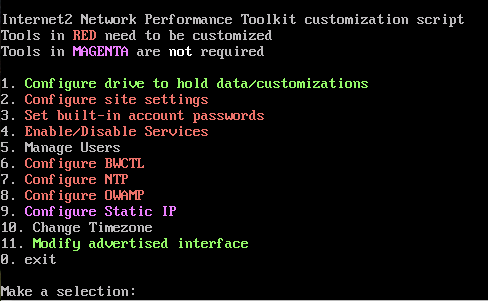 Internet2 Network Performance Toolkit customization script
Tools in RED need to be customized
Tools in MAGENTA are not required
1. Configure drive to hold data/customizations
2. Configure site settings
3. Set built-in account passwords
4. Enable/Disable Services
5. Manage Users
6. Configure BWCTL
7. Configure NTP
8. Configure OWAMP
9. Configure Static IP
10. Change Timezone
11. Modify advertised interface
0. exit
Make a selection: